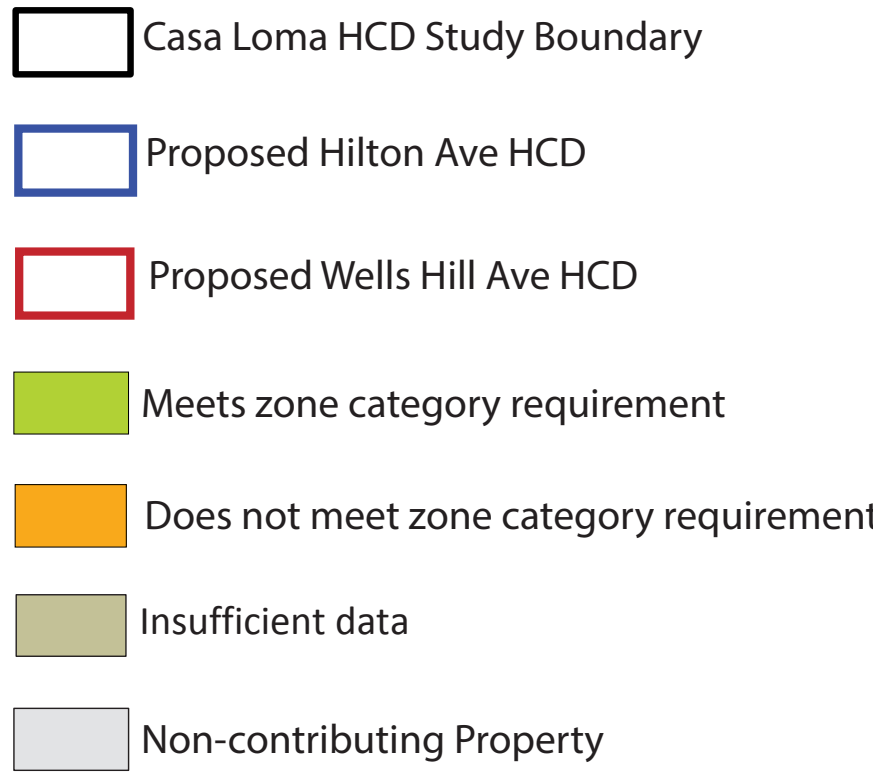 Casa Loma HCD Study Boundary
Proposed Hilton Ave HCD
Proposed Wells Hill Ave HCD
Meets zone category requirement
Does not meet zone category requirement
Insufficient data
Non-contributing Property